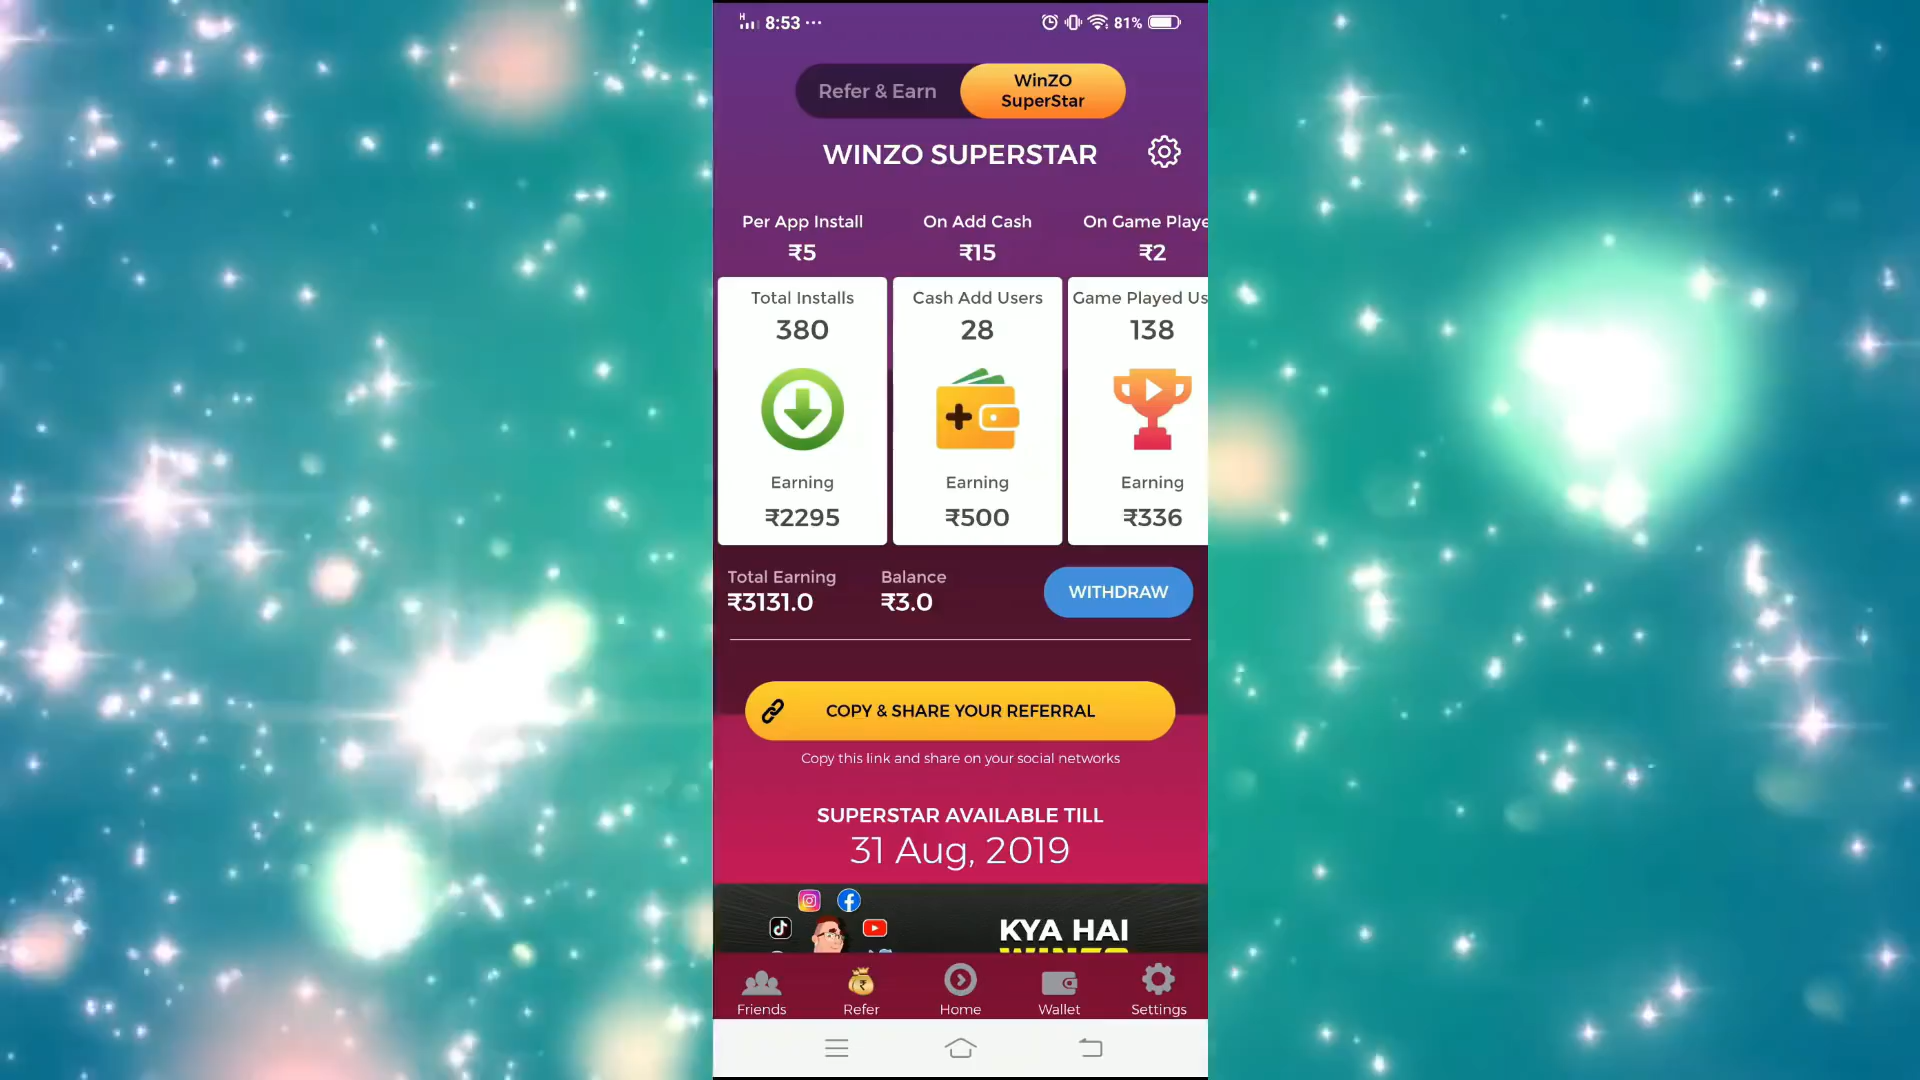 H 8:53 ... 81%
Refer & Earn
WinZO
SuperStar
WINZO SUPERSTAR
Per App Install On Add Cash On Game Playe
₹5 ₹15 ₹2
Total Installs Cash Add Users Game Played Us
380 28 138
Earning Earning Earning
₹2295 ₹500 ₹336
Total Earning Balance
₹3131.0 ₹3.0 WITHDRAW
COPY & SHARE YOUR REFERRAL
Copy this link and share on your social networks
SUPERSTAR AVAILABLE TILL
31 Aug, 2019
KYA HAI
Friends Refer Home Wallet Settings